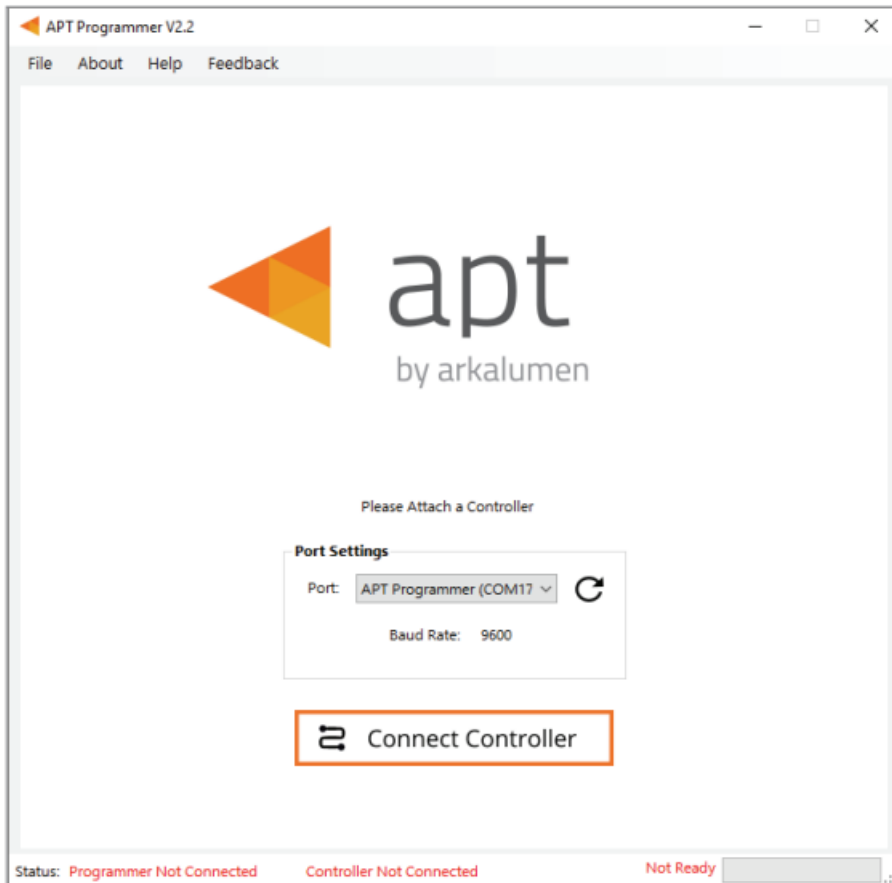 APT Programmer V2.2
File About Help Feedback
apt
by arkalumen
Please Attach a Controller
Port Settings
Port: APT Programmer (COM17
Baud Rate: 9600
Connect Controller
Status: Programmer Not Connected Controller Not Connected Not Ready